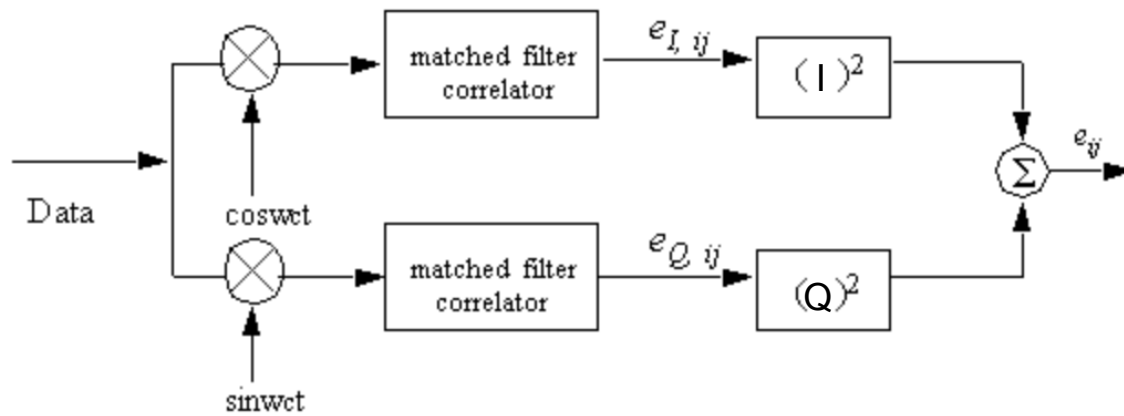 matched filter
correlator
e_{I, ij}
( I )²
coswct
Data
Σ
e_{ij}
matched filter
correlator
e_{Q, ij}
(Q)²
sinwct